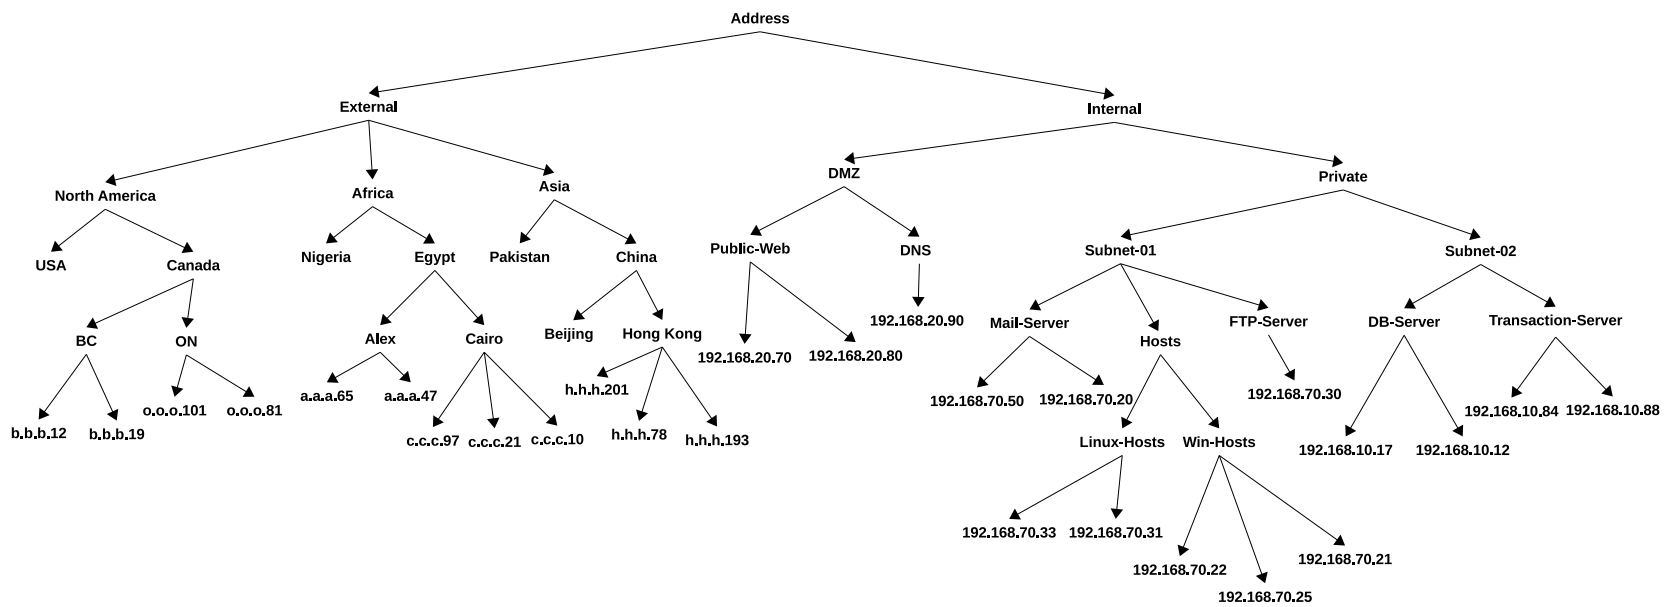 Address
External
Internal
North America
Africa
Asia
DMZ
Private
USA
Canada
Nigeria
Egypt
Pakistan
China
Public-Web
DNS
Subnet-01
Subnet-02
BC
ON
Alex
Cairo
Beijing
Hong Kong
192.168.20.70
192.168.20.80
192.168.20.90
Mail-Server
Hosts
FTP-Server
DB-Server
Transaction-Server
b.b.b.12
b.b.b.19
o.o.o.101
o.o.o.81
a.a.a.65
a.a.a.47
c.c.c.97
c.c.c.21
c.c.c.10
h.h.h.201
h.h.h.78
h.h.h.193
192.168.70.50
192.168.70.20
Linux-Hosts
Win-Hosts
192.168.70.30
192.168.10.17
192.168.10.12
192.168.10.84
192.168.10.88
192.168.70.33
192.168.70.31
192.168.70.22
192.168.70.25
192.168.70.21